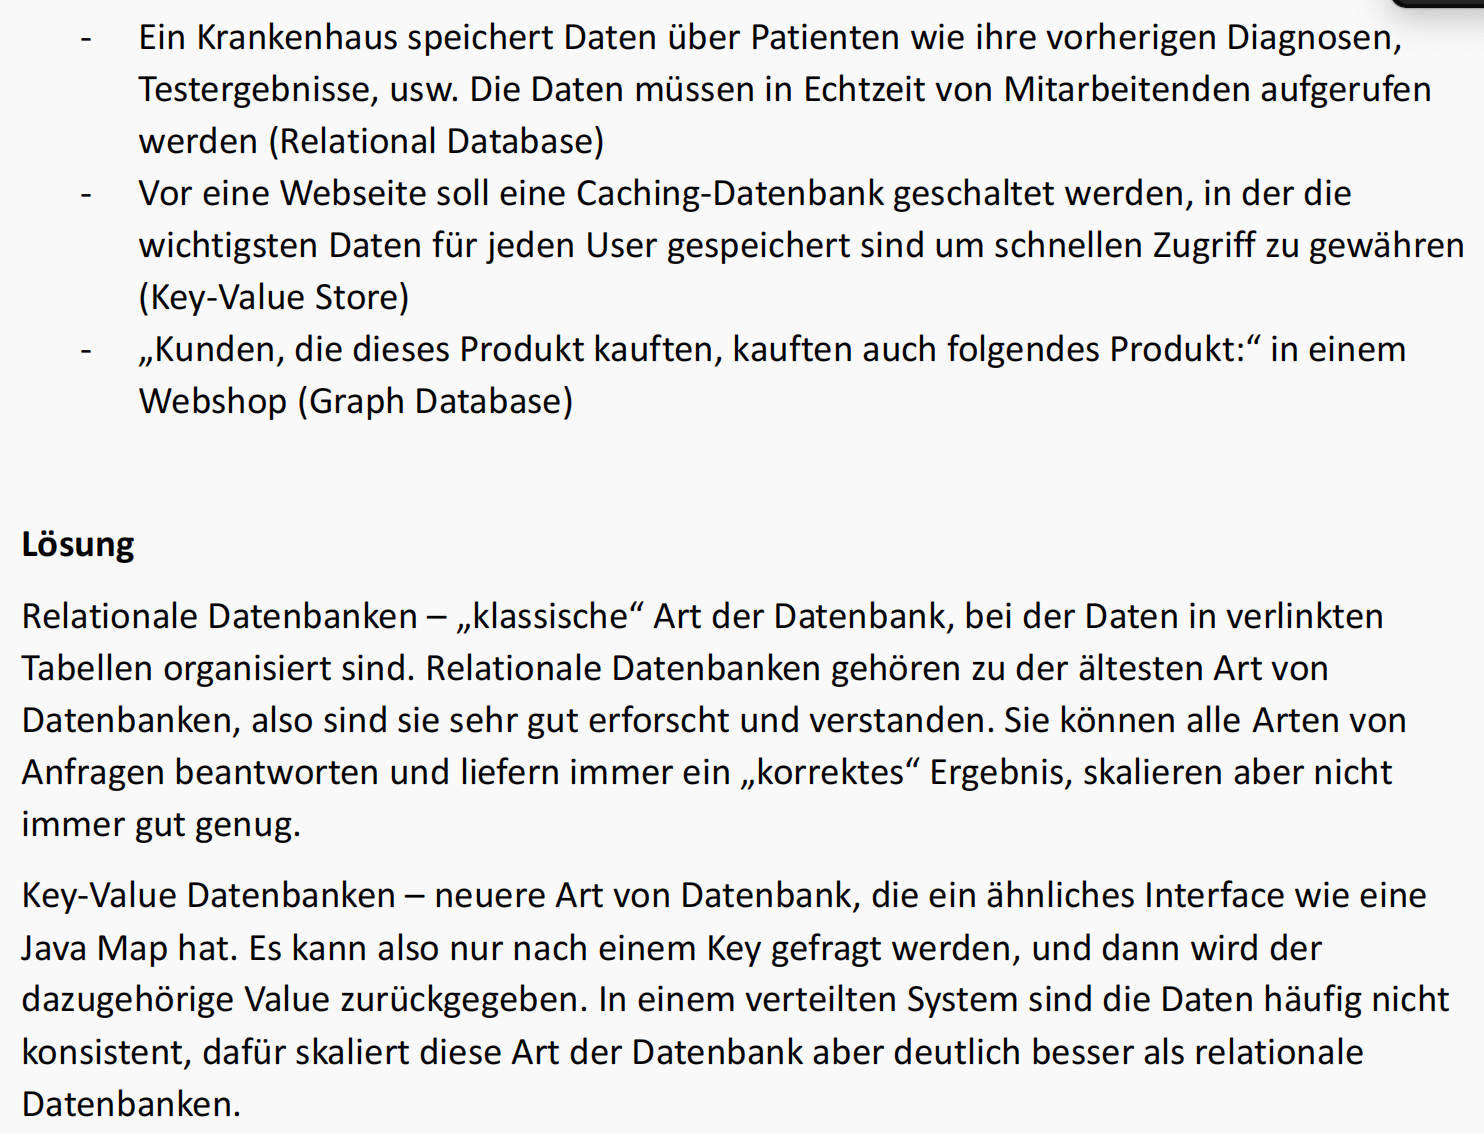 - Ein Krankenhaus speichert Daten über Patienten wie ihre vorherigen Diagnosen,
Testergebnisse, usw. Die Daten müssen in Echtzeit von Mitarbeitenden aufgerufen
werden (Relational Database)
- Vor eine Webseite soll eine Caching-Datenbank geschaltet werden, in der die
wichtigsten Daten für jeden User gespeichert sind um schnellen Zugriff zu gewähren
(Key-Value Store)
- „Kunden, die dieses Produkt kauften, kauften auch folgendes Produkt:“ in einem
Webshop (Graph Database)
Lösung
Relationale Datenbanken – „klassische“ Art der Datenbank, bei der Daten in verlinkten
Tabellen organisiert sind. Relationale Datenbanken gehören zu der ältesten Art von
Datenbanken, also sind sie sehr gut erforscht und verstanden. Sie können alle Arten von
Anfragen beantworten und liefern immer ein „korrektes“ Ergebnis, skalieren aber nicht
immer gut genug.
Key-Value Datenbanken – neuere Art von Datenbank, die ein ähnliches Interface wie eine
Java Map hat. Es kann also nur nach einem Key gefragt werden, und dann wird der
dazugehörige Value zurückgegeben. In einem verteilten System sind die Daten häufig nicht
konsistent, dafür skaliert diese Art der Datenbank aber deutlich besser als relationale
Datenbanken.